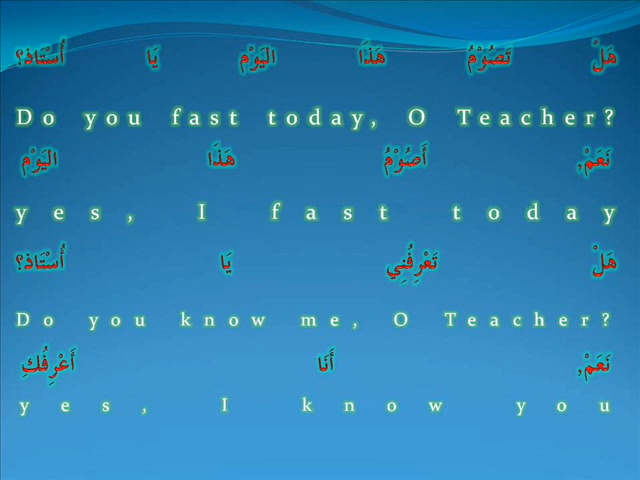 هَلْ تَصُوْمُ هَذَا اليَوْم يَا أُسْتَاذ؟
Do you fast today, O Teacher?
نَعَمْ, أَصُوْمُ هَذَا اليَوْم
yes, I fast today
هَلْ تَعْرِفُنِي يَا أُسْتَاذ؟
Do you know me, O Teacher?
نَعَمْ, أَنَا أَعْرِفُكِ
yes, I know you